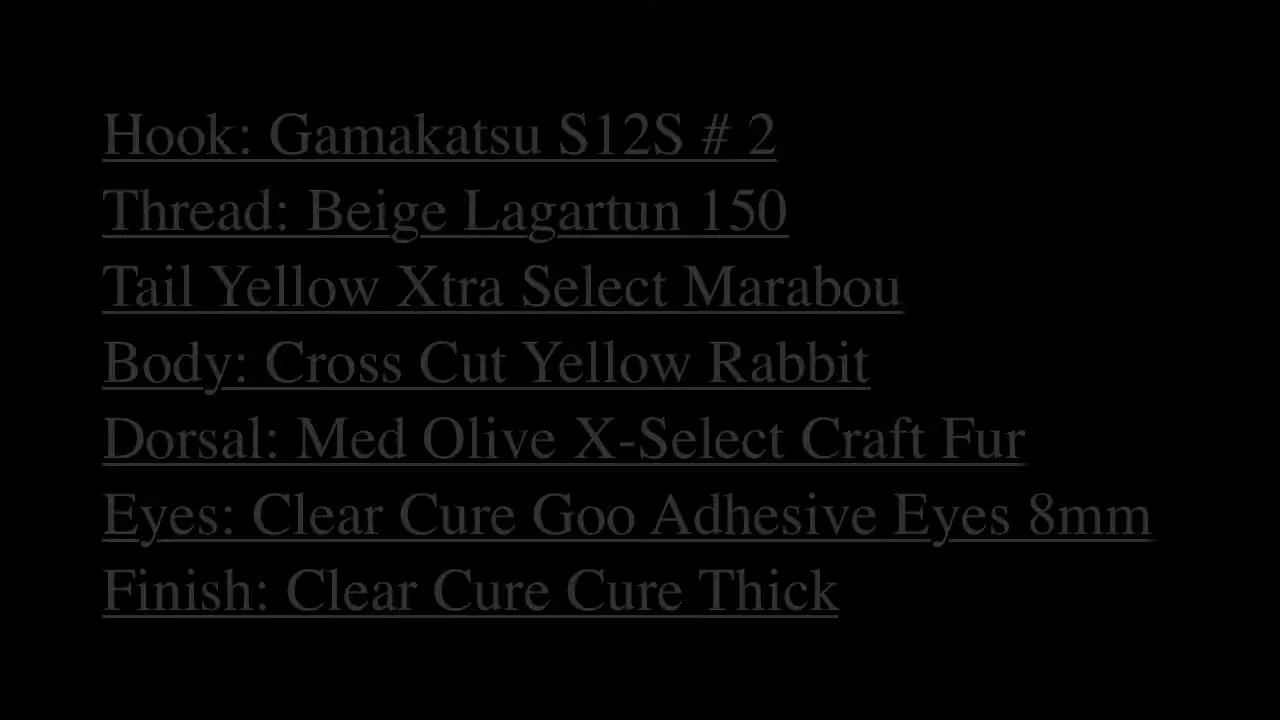 Hook: Gamakatsu S12S # 2
Thread: Beige Lagartun 150
Tail Yellow Xtra Select Marabou
Body: Cross Cut Yellow Rabbit
Dorsal: Med Olive X-Select Craft Fur
Eyes: Clear Cure Goo Adhesive Eyes 8mm
Finish: Clear Cure Cure Thick